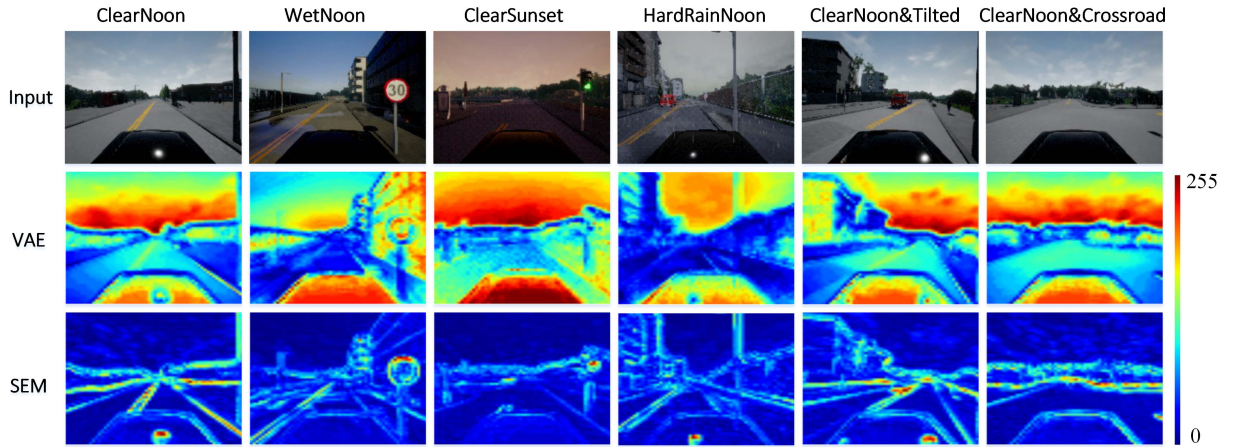 ClearNoon WetNoon ClearSunset HardRainNoon ClearNoon&Tilted ClearNoon&Crossroad
Input
30
255
VAE
SEM
0